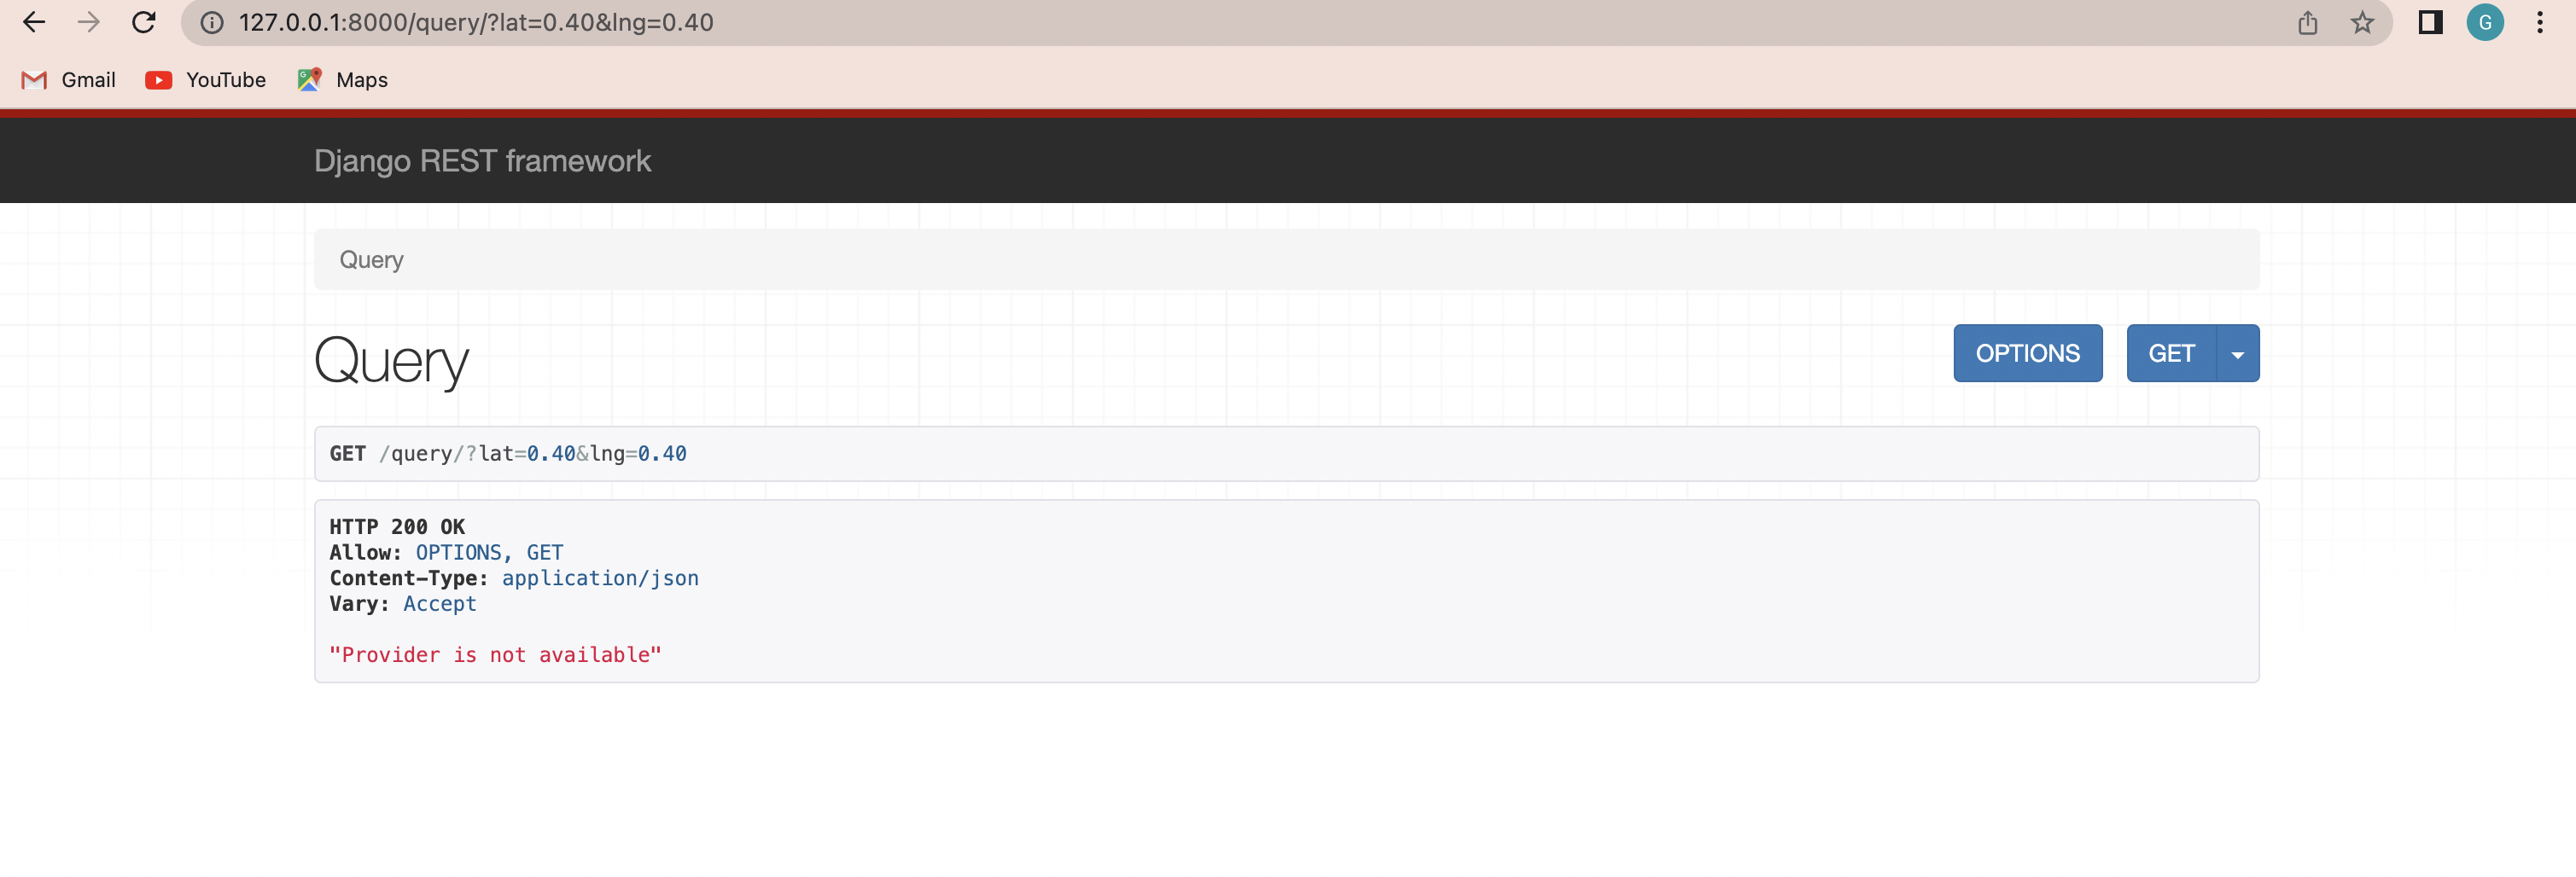 127.0.0.1:8000/query/?lat=0.40&lng=0.40
G
Gmail YouTube Maps
Django REST framework
Query
Query
OPTIONS GET
GET /query/?lat=0.40&lng=0.40
HTTP 200 OK
Allow: OPTIONS, GET
Content-Type: application/json
Vary: Accept
"Provider is not available"